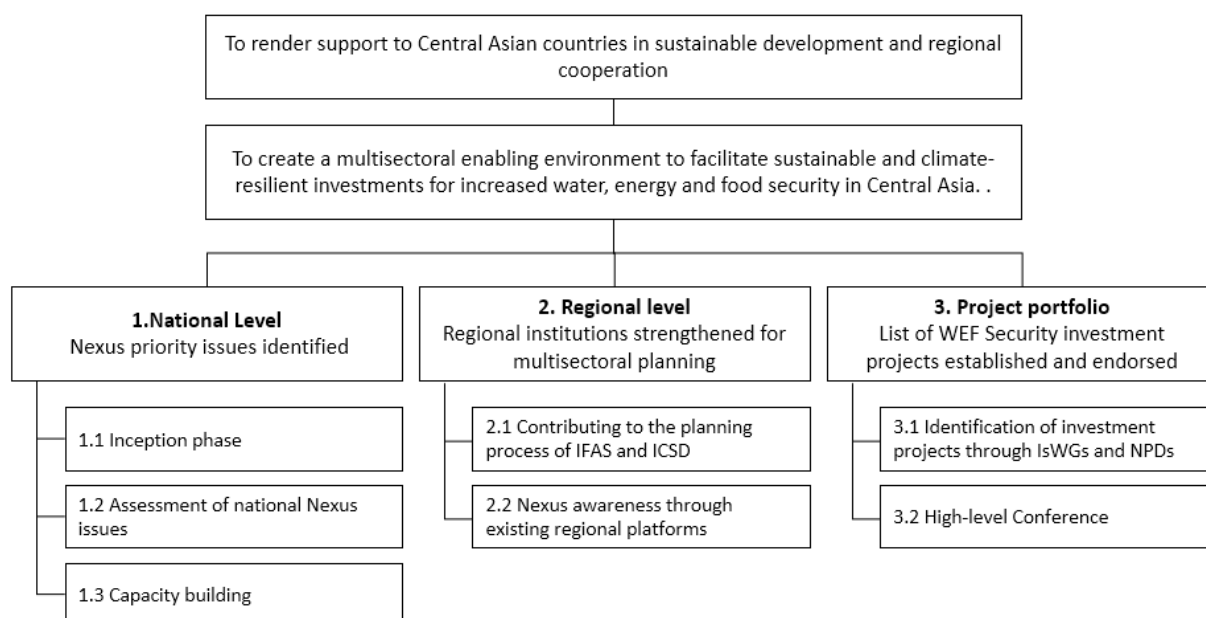 To render support to Central Asian countries in sustainable development and regional
cooperation
To create a multisectoral enabling environment to facilitate sustainable and climate-
resilient investments for increased water, energy and food security in Central Asia. .
1.National Level
Nexus priority issues identified
1.1 Inception phase
1.2 Assessment of national Nexus
issues
1.3 Capacity building
2. Regional level
Regional institutions strengthened for
multisectoral planning
2.1 Contributing to the planning
process of IFAS and ICSD
2.2 Nexus awareness through
existing regional platforms
3. Project portfolio
List of WEF Security investment
projects established and endorsed
3.1 Identification of investment
projects through IsWGs and NPDs
3.2 High-level Conference